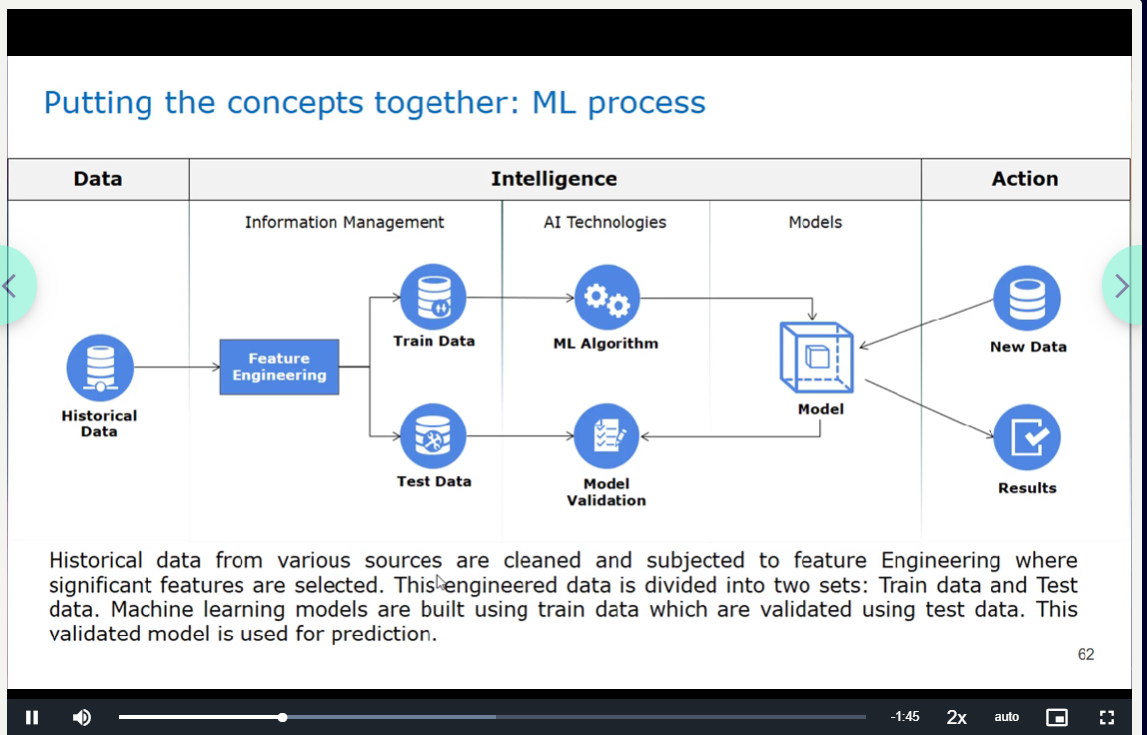 Putting the concepts together: ML process
Data
Intelligence
Action
Information Management
AI Technologies
Models
Historical
Data
Feature
Engineering
Train Data
Test Data
ML Algorithm
Model
Validation
Model
New Data
Results
Historical data from various sources are cleaned and subjected to feature Engineering where
significant features are selected. This engineered data is divided into two sets: Train data and Test
data. Machine learning models are built using train data which are validated using test data. This
validated model is used for prediction.
62
-1:45
2x
auto